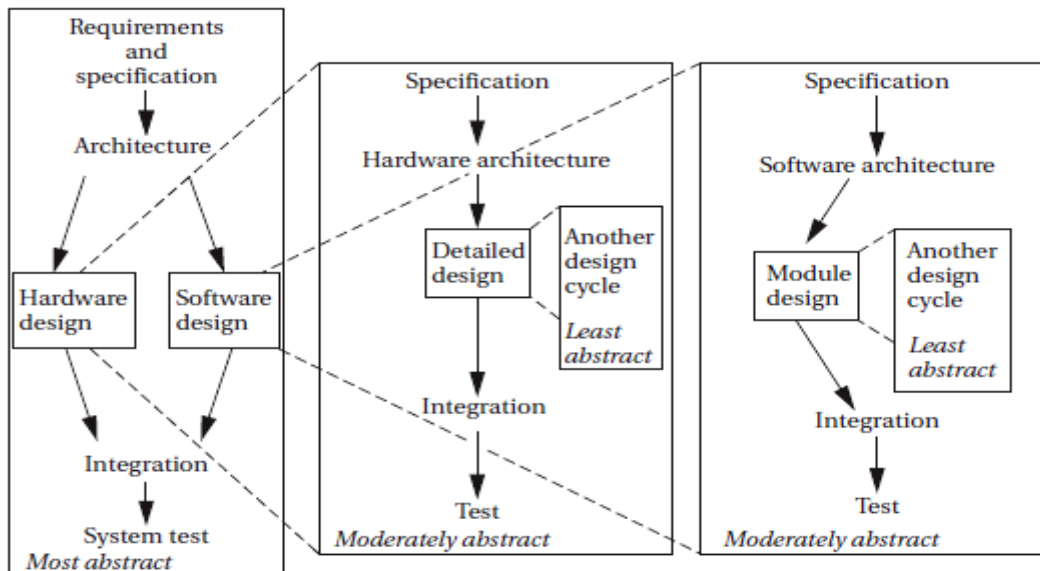 Requirements
and
specification
Architecture
Hardware
design
Software
design
Integration
System test
Most abstract
Specification
Hardware architecture
Detailed
design
Another
design
cycle
Least
abstract
Integration
Test
Moderately abstract
Specification
Software architecture
Module
design
Another
design
cycle
Least
abstract
Integration
Test
Moderately abstract